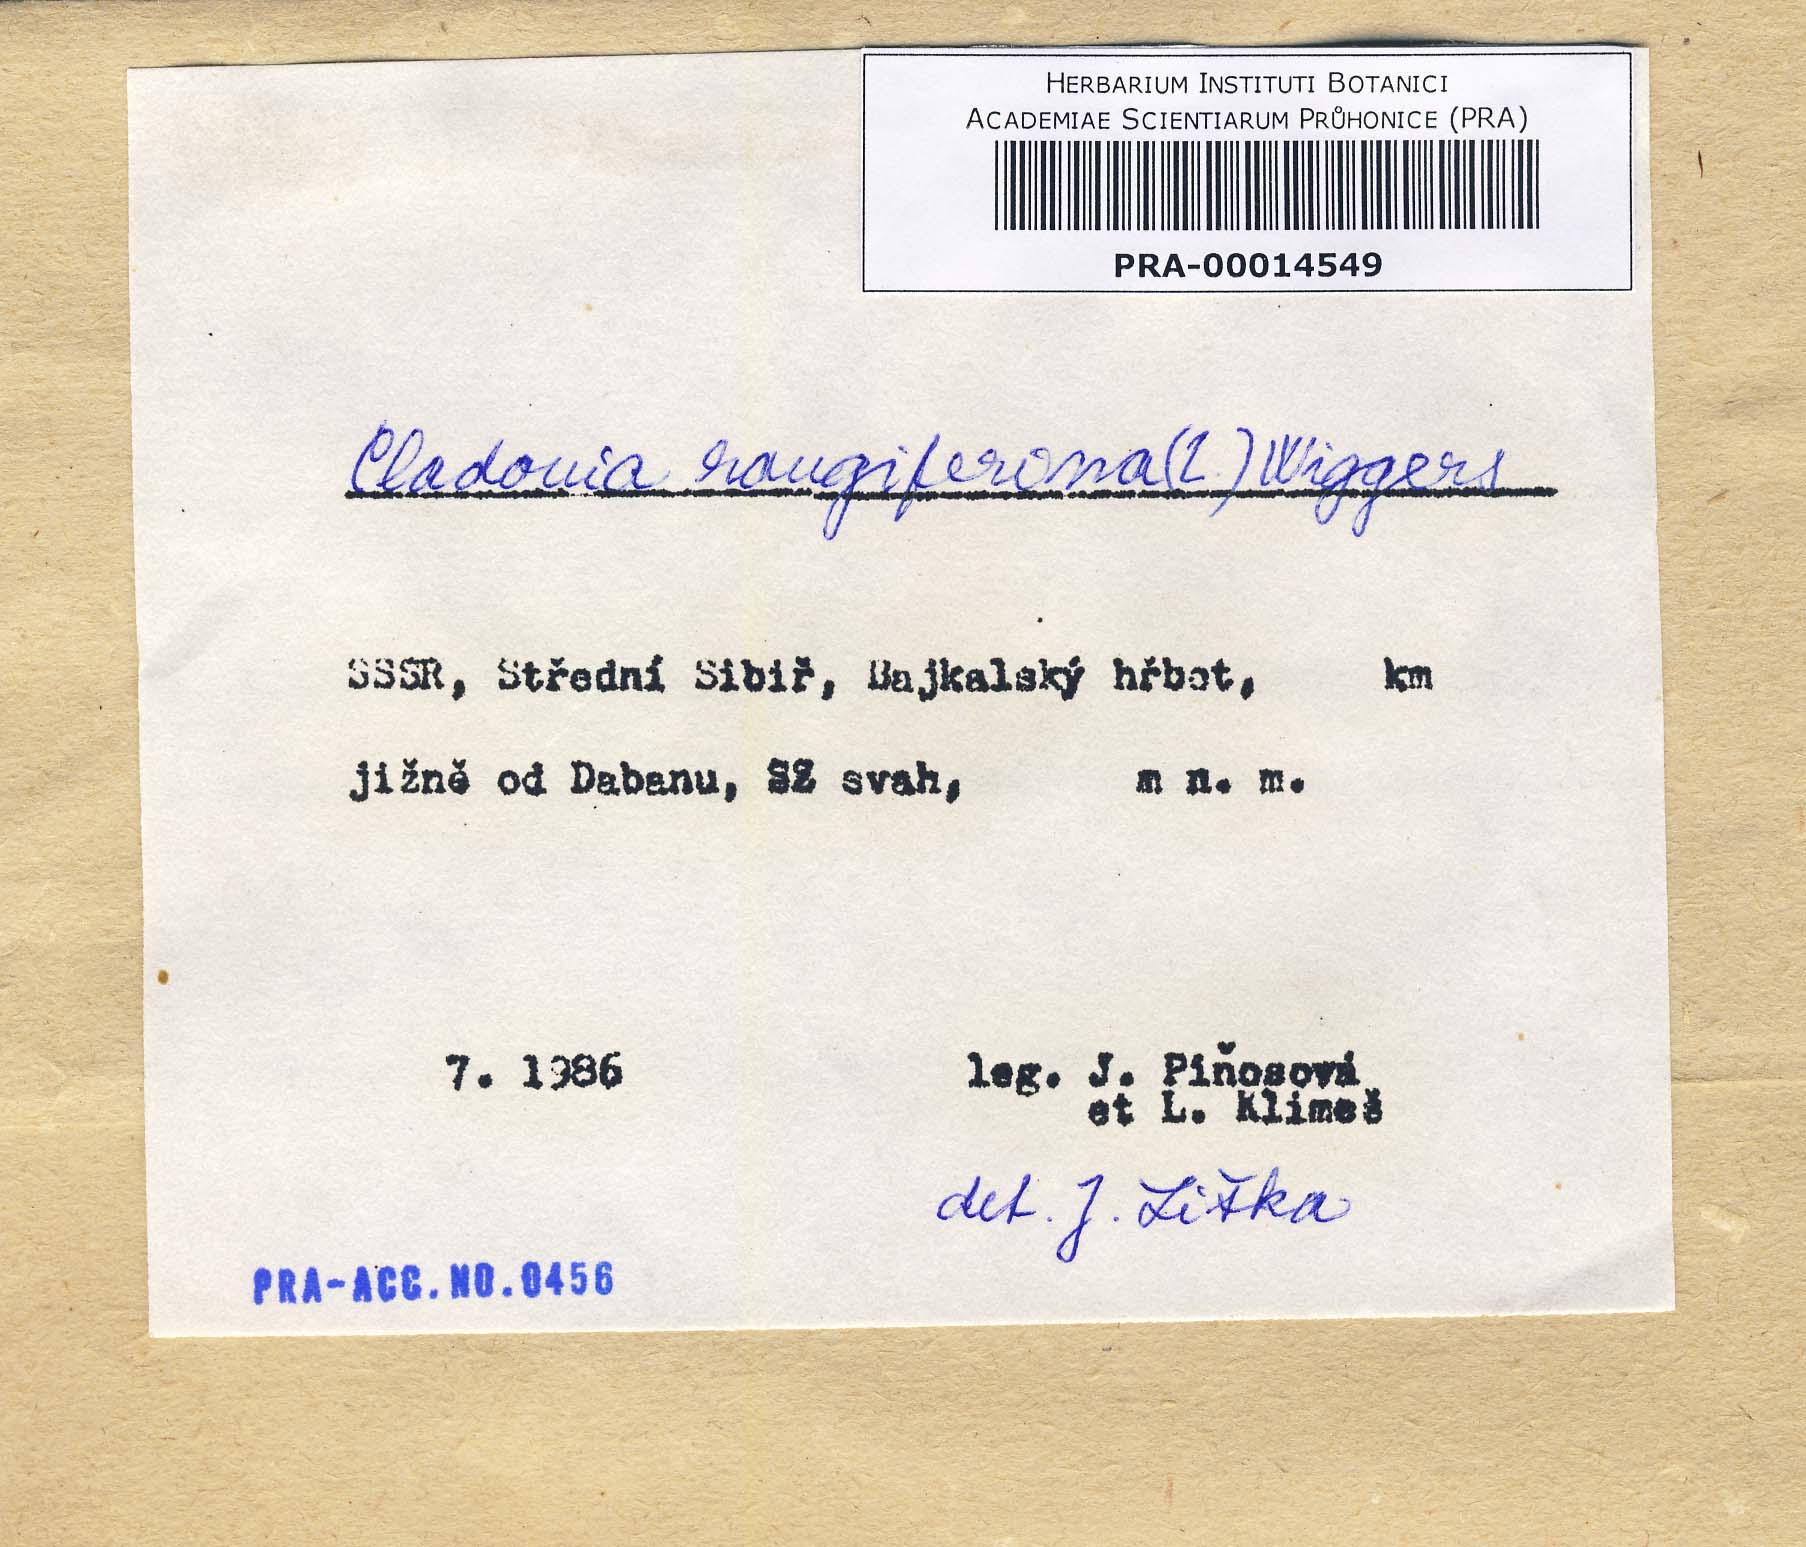 HERBARIUM INSTITUTI BOTANICI
ACADEMIAE SCIENTIARUM PRŮHONICE (PRA)
PRA-00014549
Cladonia rangiferina (L.) Wiggers
SSSR, Střední Sibiř, Bajkalský hřbet, km
jižně od Dabanu, SZ svah, m n. m.
7. 1986 leg. J. Piňosová
et L. Klimeš
det. J. Liška
PRA-ACC.NO.0456